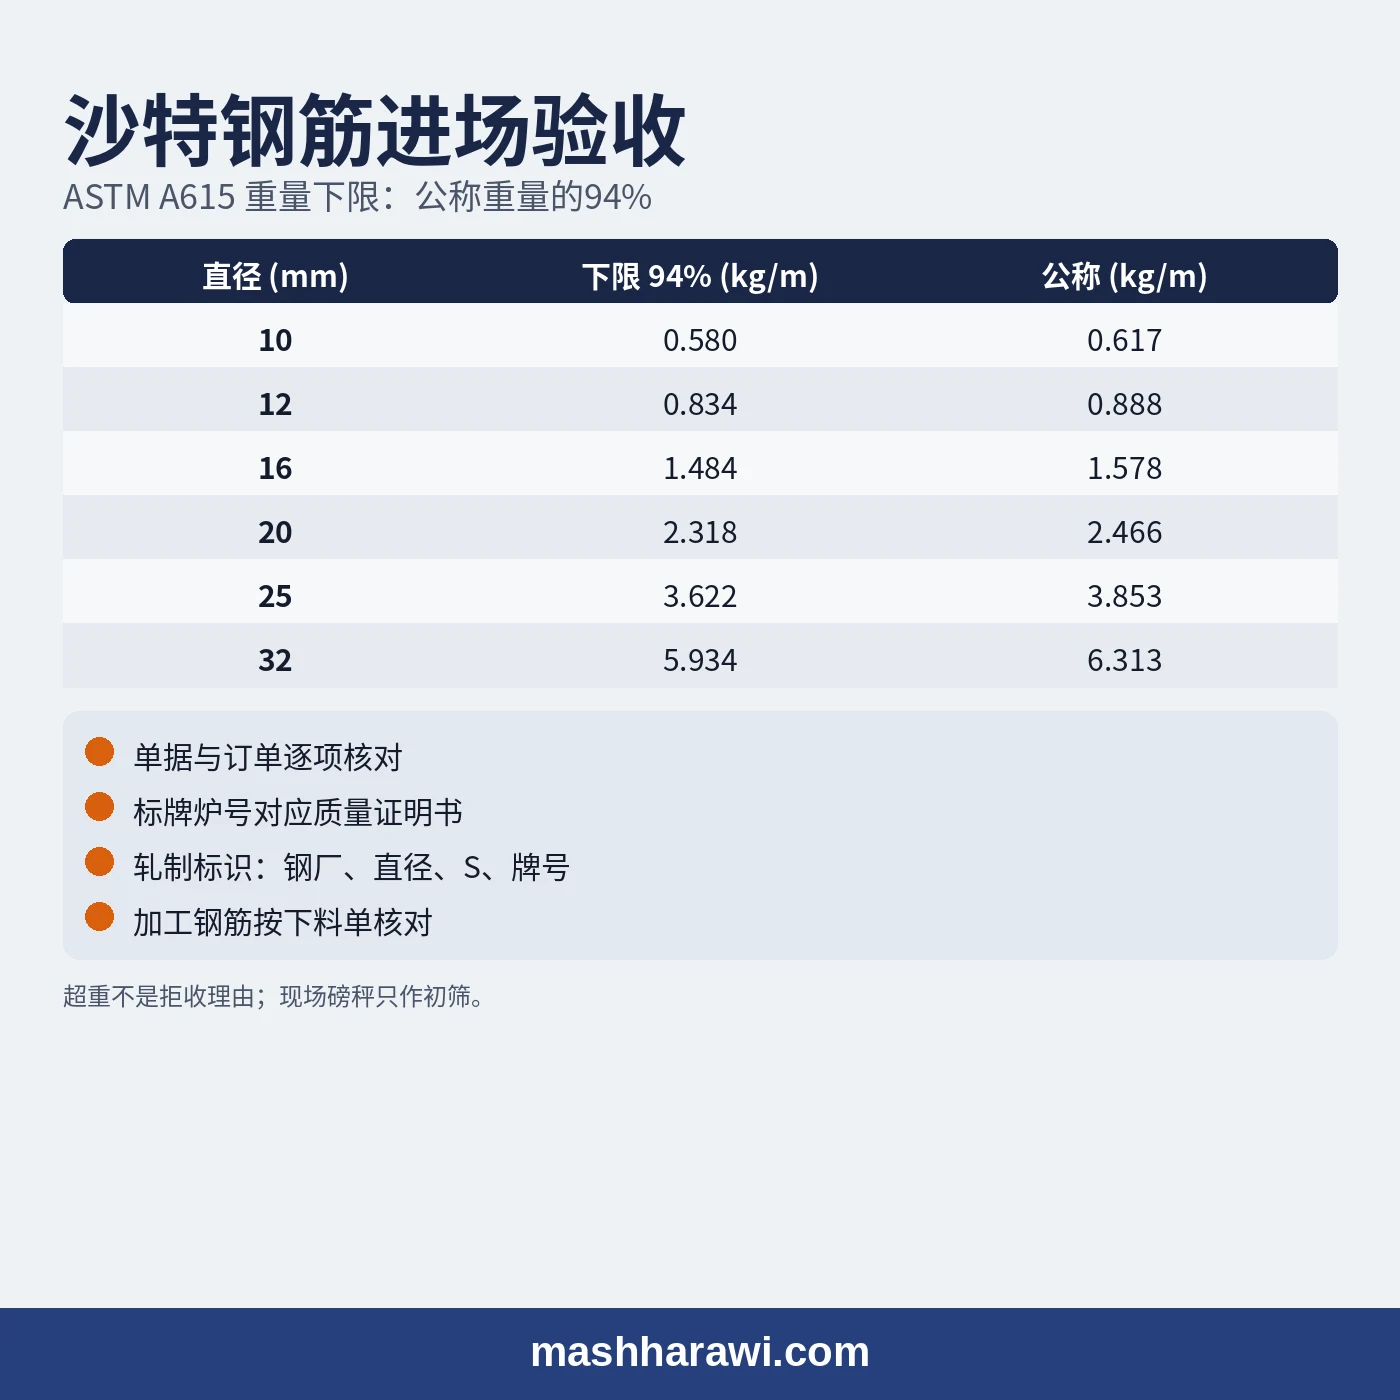 沙特钢筋进场验收
ASTM A615 重量下限：公称重量的94%
直径 (mm) 下限 94% (kg/m) 公称 (kg/m)
10 0.580 0.617
12 0.834 0.888
16 1.484 1.578
20 2.318 2.466
25 3.622 3.853
32 5.934 6.313
单据与订单逐项核对
标牌炉号对应质量证明书
轧制标识：钢厂、直径、S、牌号
加工钢筋按下料单核对
超重不是拒收理由；现场磅秤只作初筛。
mashharawi.com